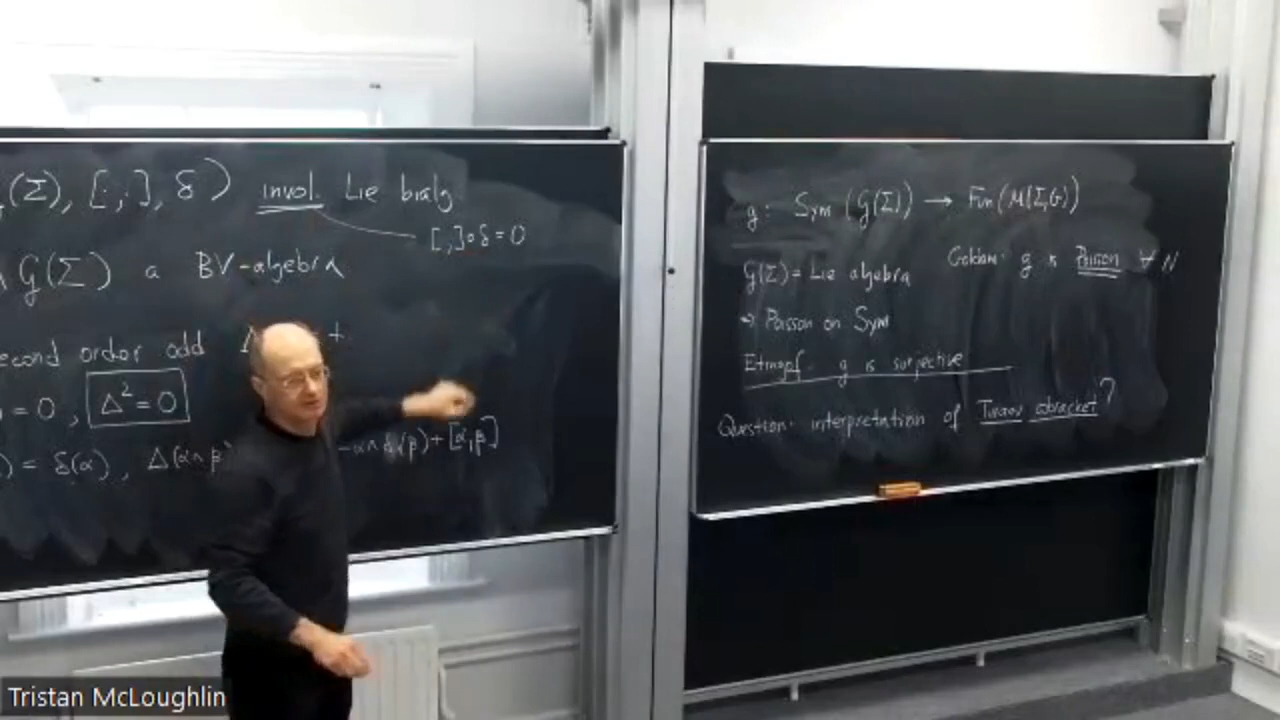 (Σ), [·,·], δ) invol. Lie bialg
[,]∘δ=0
G(Σ) a BV-algebra
econd order odd
=0, Δ²=0
) = δ(α), Δ(α∧β
-α∧Δ(β)+[α,β]
g: Sym(G(Σ)) → Fun(M(Σ,G))
G(Σ) = Lie algebra
Goldman: g is Poisson ∀ N
⇒ Poisson on Sym
Etingof: g is surjective
Question: interpretation of Turaev cobracket?
Tristan McLoughlin